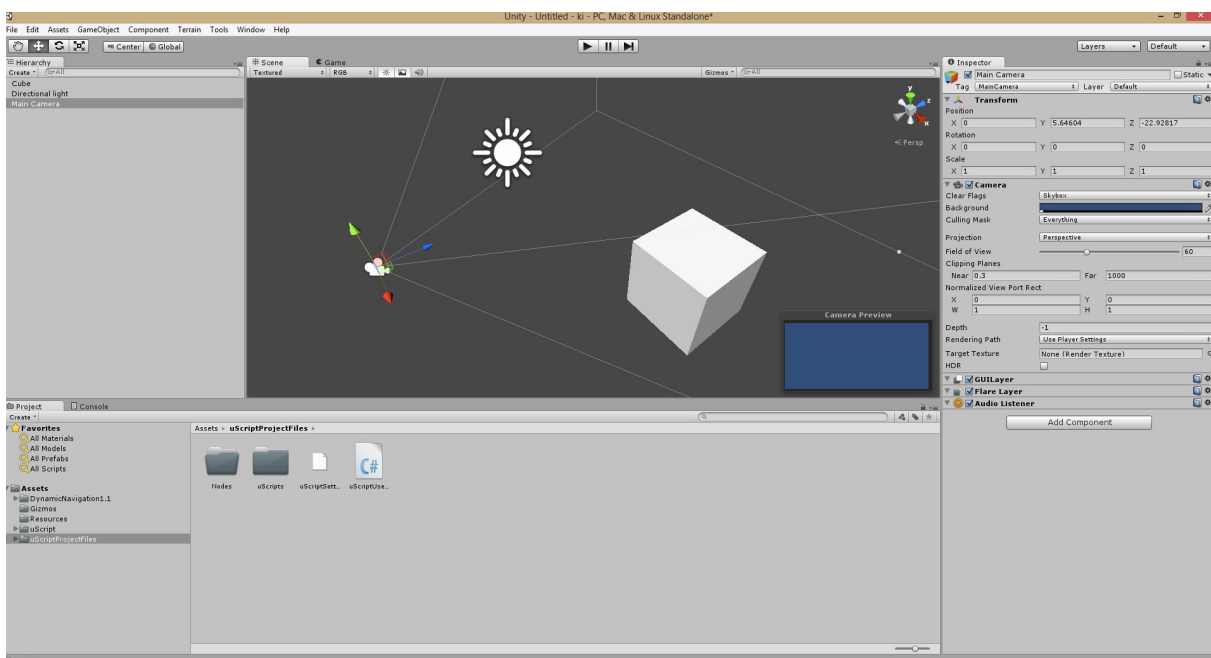 Unity - Untitled - ki - PC, Mac & Linux Standalone*
File Edit Assets GameObject Component Terrain Tools Window Help
Center Global
Layers Default
Hierarchy
Create All
Cube
Directional light
Main Camera
Scene Game
Textured RGB Gizmos All
y
z
x
Persp
Camera Preview
Inspector
Main Camera Static
Tag MainCamera Layer Default
Transform
Position
X 0 Y 5.64604 Z -22.92817
Rotation
X 0 Y 0 Z 0
Scale
X 1 Y 1 Z 1
Camera
Clear Flags Skybox
Background
Culling Mask Everything
Projection Perspective
Field of View 60
Clipping Planes
Near 0.3 Far 1000
Normalized View Port Rect
X 0 Y 0
W 1 H 1
Depth -1
Rendering Path Use Player Settings
Target Texture None (Render Texture)
HDR
GUILayer
Flare Layer
Audio Listener
Add Component
Project Console
Create
Favorites
All Materials
All Models
All Prefabs
All Scripts
Assets
DynamicNavigation1.1
Gizmos
Resources
uScript
uScriptProjectFiles
Assets uScriptProjectFiles
C#
Nodes uScripts uScriptSett... uScriptUse...